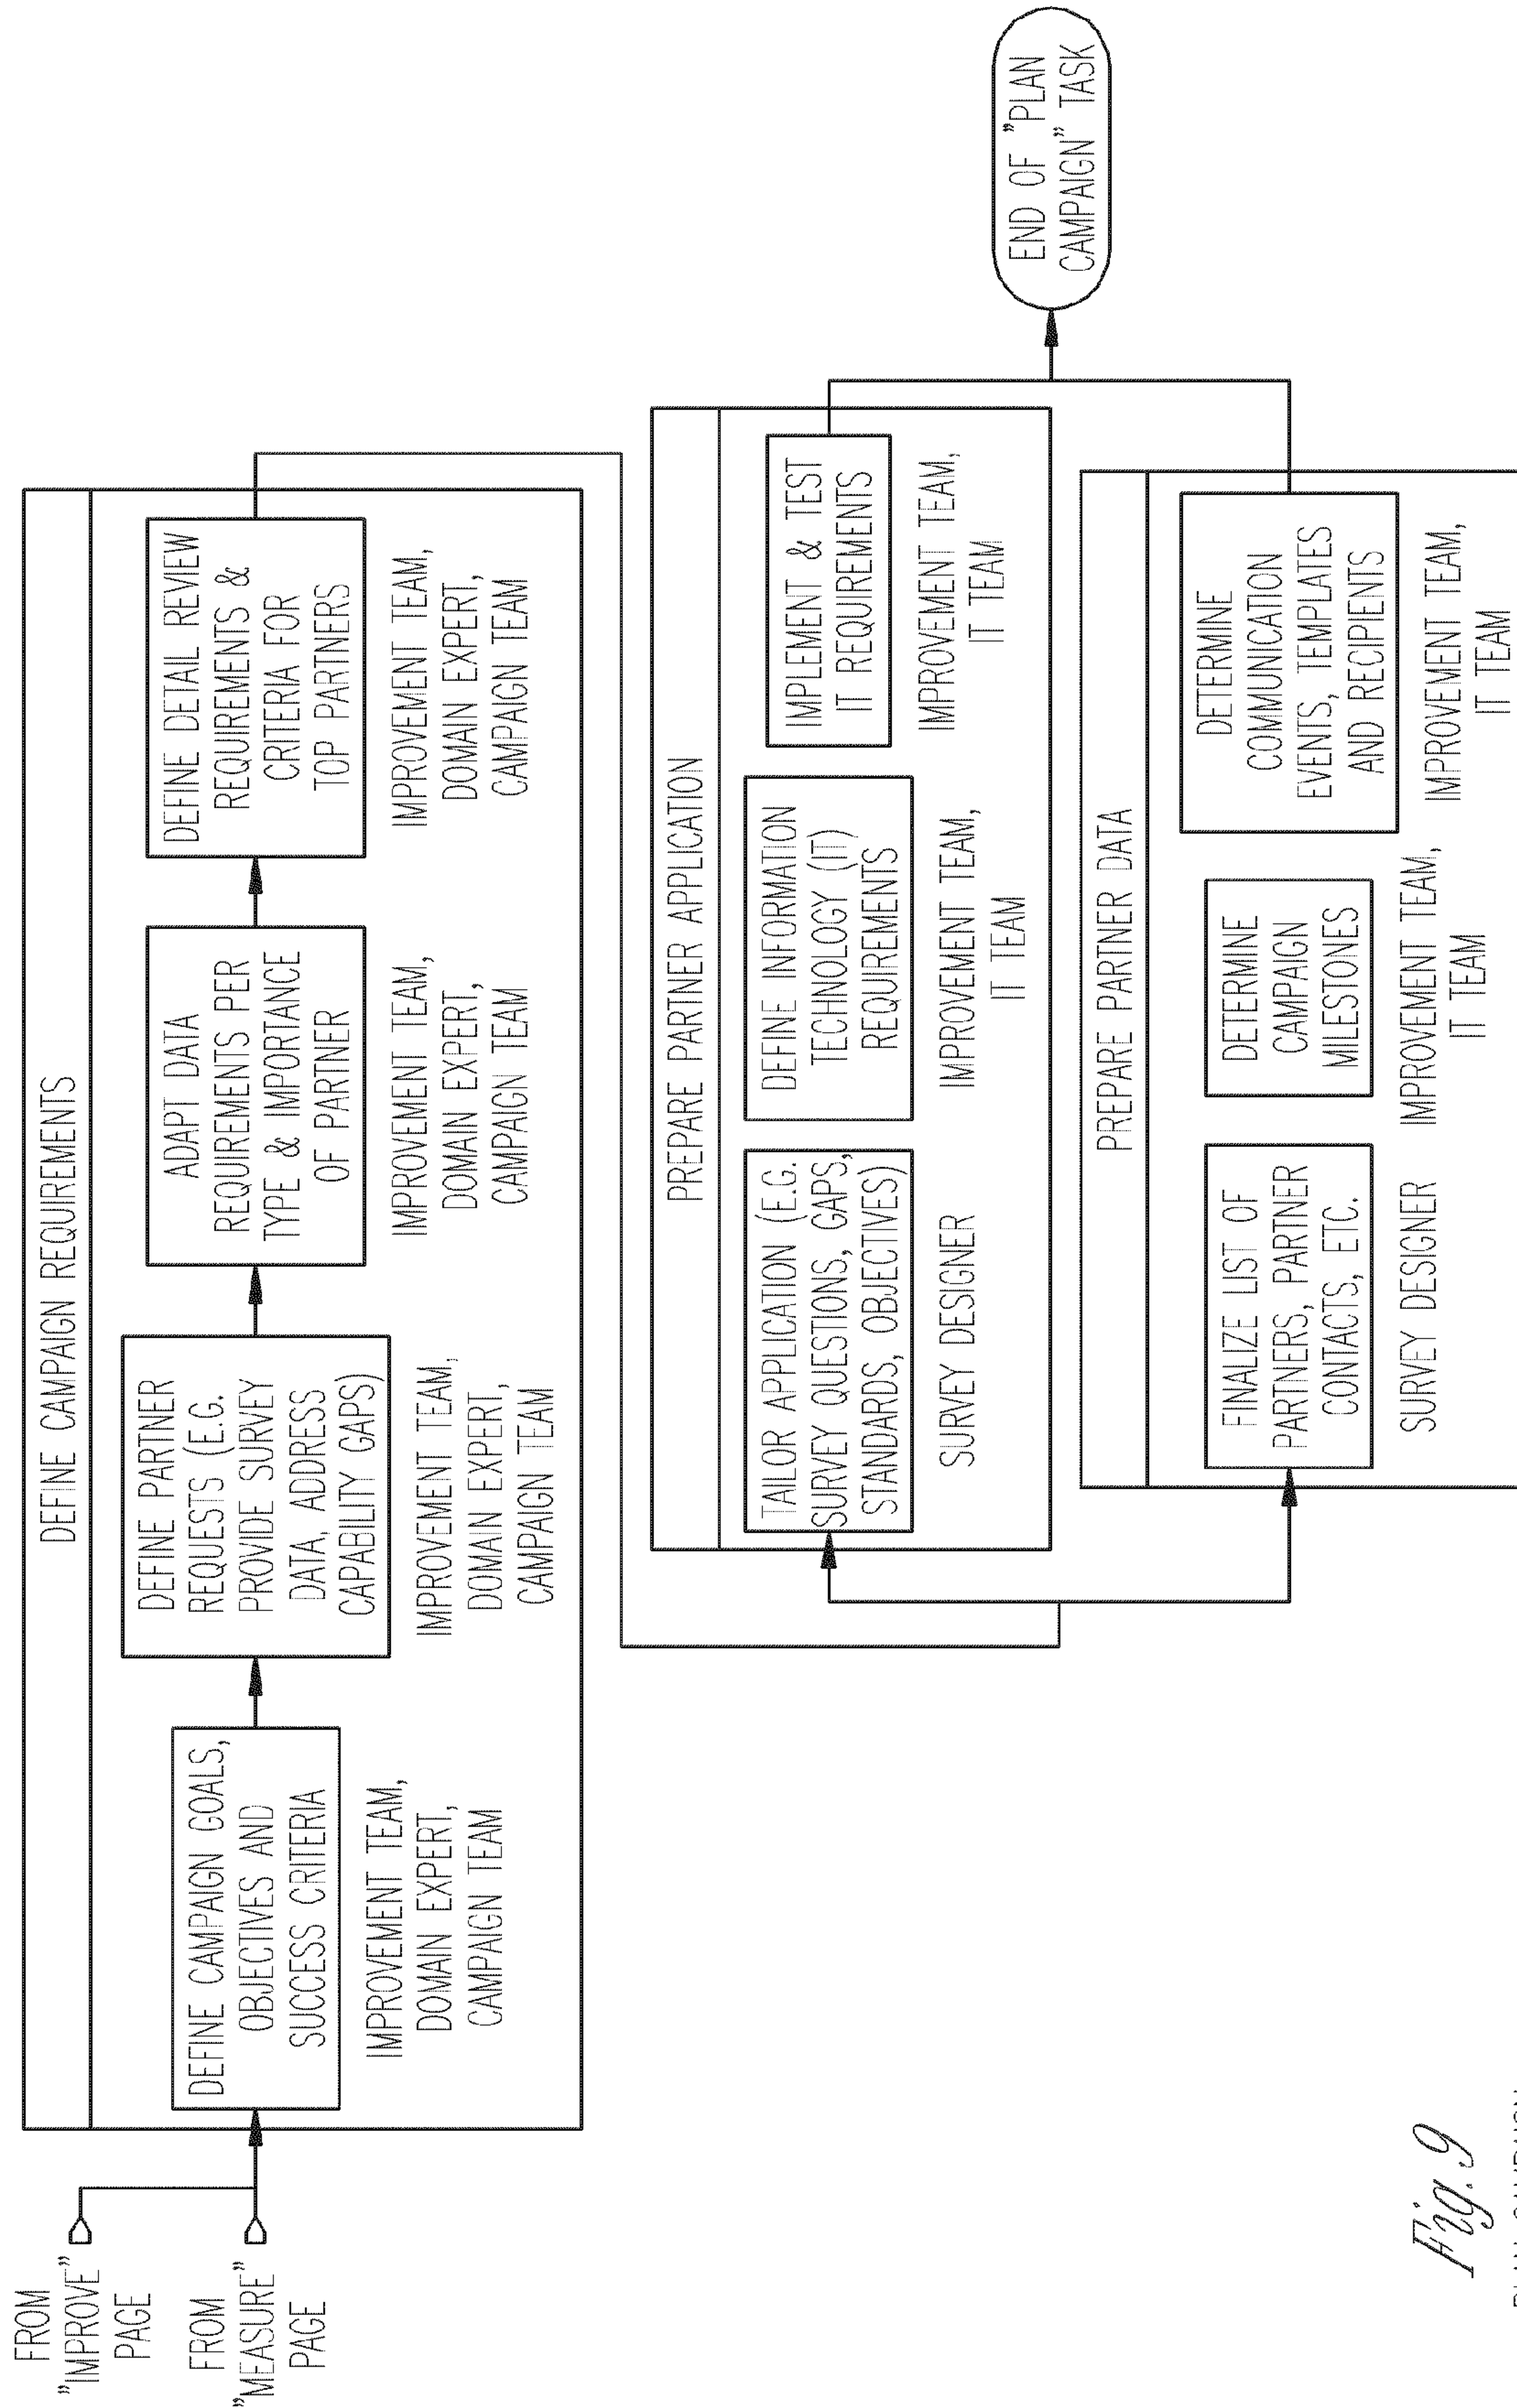 FROM
"IMPROVE"
PAGE
FROM
"MEASURE"
PAGE
DEFINE CAMPAIGN REQUIREMENTS
DEFINE CAMPAIGN GOALS,
OBJECTIVES AND
SUCCESS CRITERIA
IMPROVEMENT TEAM,
DOMAIN EXPERT,
CAMPAIGN TEAM
DEFINE PARTNER
REQUESTS (E.G.
PROVIDE SURVEY
DATA, ADDRESS
CAPABILITY GAPS)
IMPROVEMENT TEAM,
DOMAIN EXPERT,
CAMPAIGN TEAM
ADAPT DATA
REQUIREMENTS PER
TYPE & IMPORTANCE
OF PARTNER
IMPROVEMENT TEAM,
DOMAIN EXPERT,
CAMPAIGN TEAM
DEFINE DETAIL REVIEW
REQUIREMENTS &
CRITERIA FOR
TOP PARTNERS
IMPROVEMENT TEAM,
DOMAIN EXPERT,
CAMPAIGN TEAM
PREPARE PARTNER APPLICATION
TAILOR APPLICATION (E.G.
SURVEY QUESTIONS, GAPS,
STANDARDS, OBJECTIVES)
SURVEY DESIGNER
DEFINE INFORMATION
TECHNOLOGY (IT)
REQUIREMENTS
IMPROVEMENT TEAM,
IT TEAM
IMPLEMENT & TEST
IT REQUIREMENTS
IMPROVEMENT TEAM,
IT TEAM
PREPARE PARTNER DATA
FINALIZE LIST OF
PARTNERS, PARTNER
CONTACTS, ETC.
SURVEY DESIGNER
DETERMINE
CAMPAIGN
MILESTONES
IMPROVEMENT TEAM,
IT TEAM
DETERMINE
COMMUNICATION
EVENTS, TEMPLATES
AND RECIPIENTS
IMPROVEMENT TEAM,
IT TEAM
END OF "PLAN
CAMPAIGN" TASK
Fig. 9
PLAN CAMPAIGN